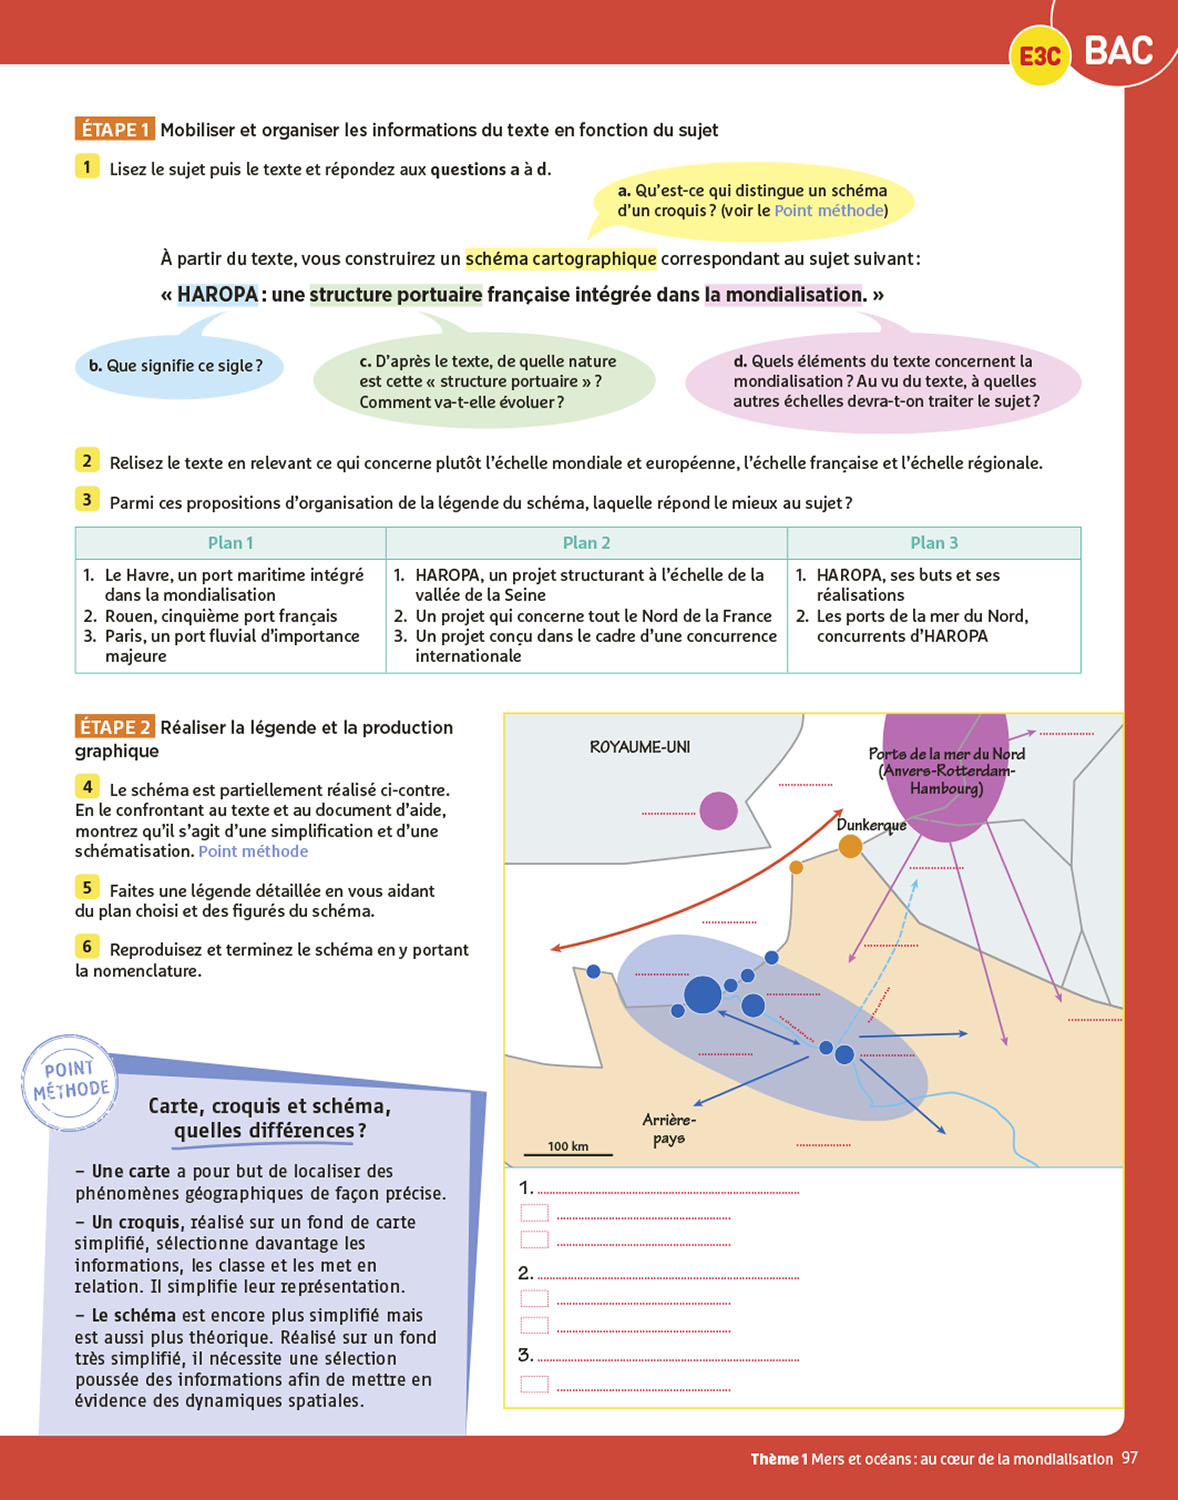 E3C BAC
ÉTAPE 1 Mobiliser et organiser les informations du texte en fonction du sujet
1 Lisez le sujet puis le texte et répondez aux questions a à d.
a. Qu'est-ce qui distingue un schéma
d'un croquis ? (voir le Point méthode)
À partir du texte, vous construirez un schéma cartographique correspondant au sujet suivant :
« HAROPA : une structure portuaire française intégrée dans la mondialisation. »
b. Que signifie ce sigle ?
c. D'après le texte, de quelle nature
est cette « structure portuaire » ?
Comment va-t-elle évoluer ?
d. Quels éléments du texte concernent la
mondialisation ? Au vu du texte, à quelles
autres échelles devra-t-on traiter le sujet ?
2 Relisez le texte en relevant ce qui concerne plutôt l'échelle mondiale et européenne, l'échelle française et l'échelle régionale.
3 Parmi ces propositions d'organisation de la légende du schéma, laquelle répond le mieux au sujet ?
Plan 1
1. Le Havre, un port maritime intégré
dans la mondialisation
2. Rouen, cinquième port français
3. Paris, un port fluvial d'importance
majeure
Plan 2
1. HAROPA, un projet structurant à l'échelle de la
vallée de la Seine
2. Un projet qui concerne tout le Nord de la France
3. Un projet conçu dans le cadre d'une concurrence
internationale
Plan 3
1. HAROPA, ses buts et ses
réalisations
2. Les ports de la mer du Nord,
concurrents d'HAROPA
ÉTAPE 2 Réaliser la légende et la production
graphique
4 Le schéma est partiellement réalisé ci-contre.
En le confrontant au texte et au document d'aide,
montrez qu'il s'agit d'une simplification et d'une
schématisation. Point méthode
5 Faites une légende détaillée en vous aidant
du plan choisi et des figurés du schéma.
6 Reproduisez et terminez le schéma en y portant
la nomenclature.
POINT
MÉTHODE
Carte, croquis et schéma,
quelles différences ?
– Une carte a pour but de localiser des
phénomènes géographiques de façon précise.
– Un croquis, réalisé sur un fond de carte
simplifié, sélectionne davantage les
informations, les classe et les met en
relation. Il simplifie leur représentation.
– Le schéma est encore plus simplifié mais
est aussi plus théorique. Réalisé sur un fond
très simplifié, il nécessite une sélection
poussée des informations afin de mettre en
évidence des dynamiques spatiales.
ROYAUME-UNI
Ports de la mer du Nord
(Anvers-Rotterdam-
Hambourg)
Dunkerque
Arrière-
pays
100 km
1.
2.
3.
Thème 1 Mers et océans : au cœur de la mondialisation 97